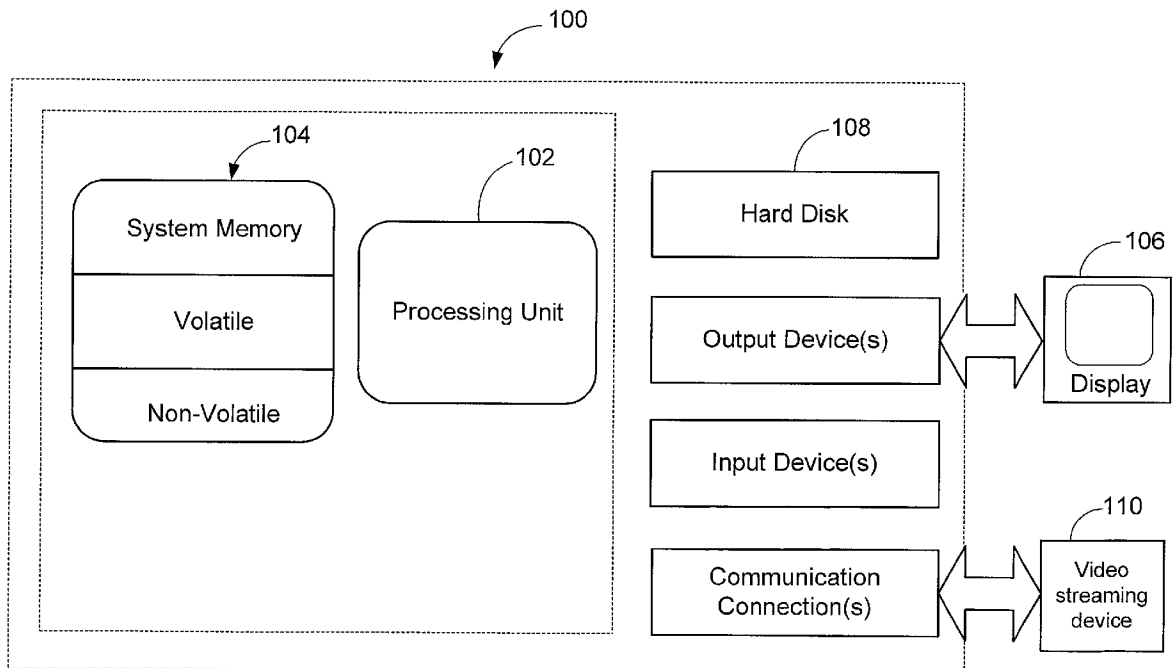 100
104
System Memory
Volatile
Non-Volatile
102
Processing Unit
108
Hard Disk
Output Device(s)
Input Device(s)
Communication
Connection(s)
106
Display
110
Video
streaming
device